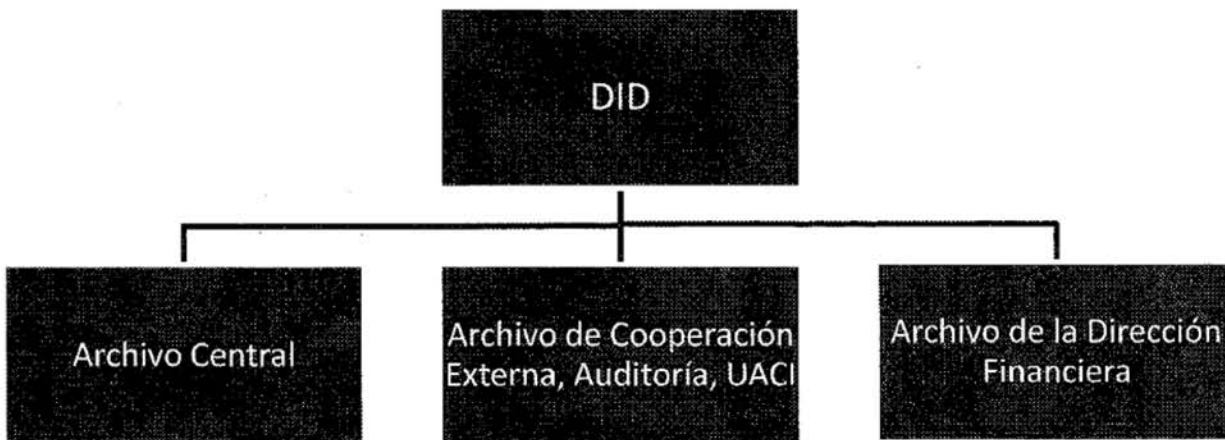 DID
Archivo Central
Archivo de Cooperación
Externa, Auditoría, UACI
Archivo de la Dirección
Financiera